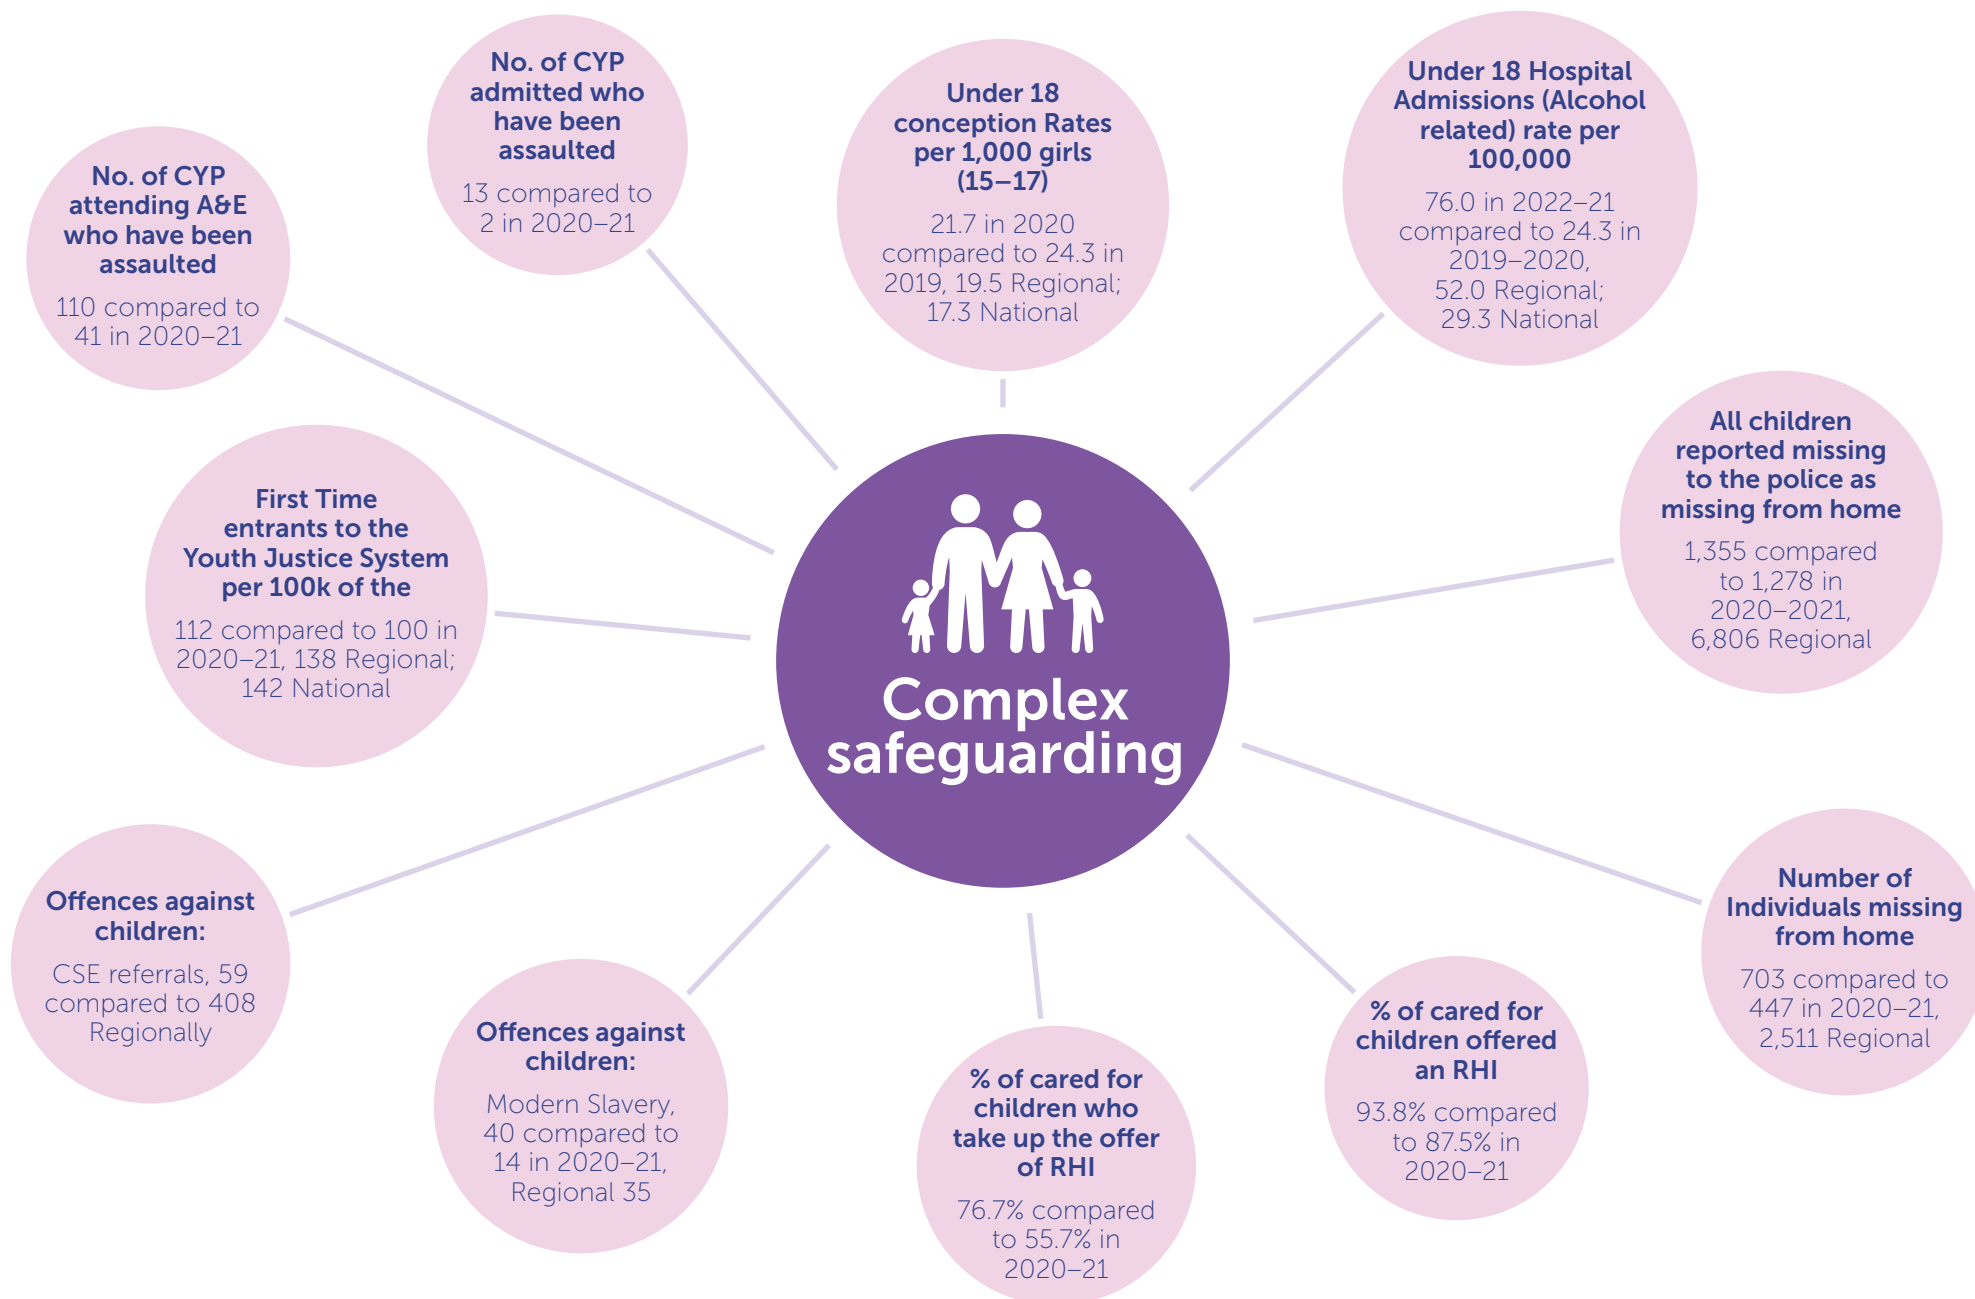 No. of CYP
attending A&E
who have been
assaulted
110 compared to
41 in 2020–21
No. of CYP
admitted who
have been
assaulted
13 compared to
2 in 2020–21
Under 18
conception Rates
per 1,000 girls
(15–17)
21.7 in 2020
compared to 24.3 in
2019, 19.5 Regional;
17.3 National
Under 18 Hospital
Admissions (Alcohol
related) rate per
100,000
76.0 in 2022–21
compared to 24.3 in
2019–2020,
52.0 Regional;
29.3 National
All children
reported missing
to the police as
missing from home
1,355 compared
to 1,278 in
2020–2021,
6,806 Regional
First Time
entrants to the
Youth Justice System
per 100k of the
112 compared to 100 in
2020–21, 138 Regional;
142 National
Complex
safeguarding
Number of
Individuals missing
from home
703 compared to
447 in 2020–21,
2,511 Regional
Offences against
children:
CSE referrals, 59
compared to 408
Regionally
Offences against
children:
Modern Slavery,
40 compared to
14 in 2020–21,
Regional 35
% of cared for
children who
take up the offer
of RHI
76.7% compared
to 55.7% in
2020–21
% of cared for
children offered
an RHI
93.8% compared
to 87.5% in
2020–21